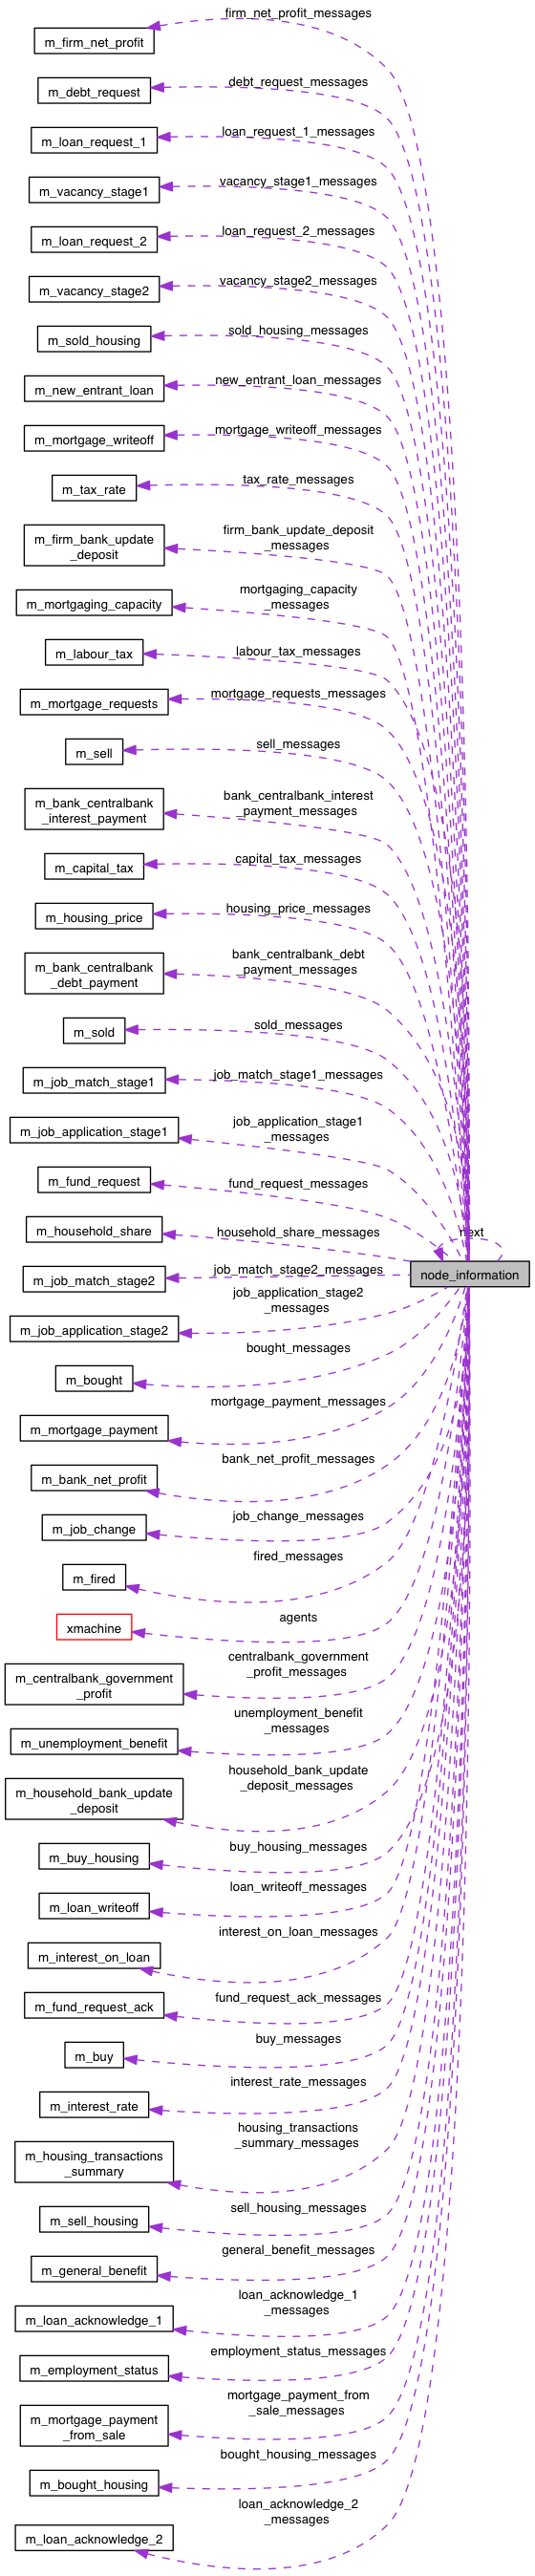 firm_net_profit_messages
m_firm_net_profit
debt_request_messages
m_debt_request
loan_request_1_messages
m_loan_request_1
vacancy_stage1_messages
m_vacancy_stage1
loan_request_2_messages
m_loan_request_2
vacancy_stage2_messages
m_vacancy_stage2
sold_housing_messages
m_sold_housing
new_entrant_loan_messages
m_new_entrant_loan
mortgage_writeoff_messages
m_mortgage_writeoff
tax_rate_messages
m_tax_rate
firm_bank_update_deposit
_messages
m_firm_bank_update
_deposit
mortgaging_capacity
_messages
m_mortgaging_capacity
labour_tax_messages
m_labour_tax
mortgage_requests_messages
m_mortgage_requests
sell_messages
m_sell
bank_centralbank_interest
_payment_messages
m_bank_centralbank
_interest_payment
capital_tax_messages
m_capital_tax
housing_price_messages
m_housing_price
bank_centralbank_debt
_payment_messages
m_bank_centralbank
_debt_payment
sold_messages
m_sold
job_match_stage1_messages
m_job_match_stage1
job_application_stage1
_messages
m_job_application_stage1
fund_request_messages
m_fund_request
household_share_messages
m_household_share
next
node_information
job_match_stage2_messages
m_job_match_stage2
job_application_stage2
_messages
m_job_application_stage2
bought_messages
m_bought
mortgage_payment_messages
m_mortgage_payment
bank_net_profit_messages
m_bank_net_profit
job_change_messages
m_job_change
fired_messages
m_fired
agents
xmachine
centralbank_government
_profit_messages
m_centralbank_government
_profit
unemployment_benefit
_messages
m_unemployment_benefit
household_bank_update
_deposit_messages
m_household_bank_update
_deposit
buy_housing_messages
m_buy_housing
loan_writeoff_messages
m_loan_writeoff
interest_on_loan_messages
m_interest_on_loan
fund_request_ack_messages
m_fund_request_ack
buy_messages
m_buy
interest_rate_messages
m_interest_rate
housing_transactions
_summary_messages
m_housing_transactions
_summary
sell_housing_messages
m_sell_housing
general_benefit_messages
m_general_benefit
loan_acknowledge_1
_messages
m_loan_acknowledge_1
employment_status_messages
m_employment_status
mortgage_payment_from
_sale_messages
m_mortgage_payment
_from_sale
bought_housing_messages
m_bought_housing
loan_acknowledge_2
_messages
m_loan_acknowledge_2